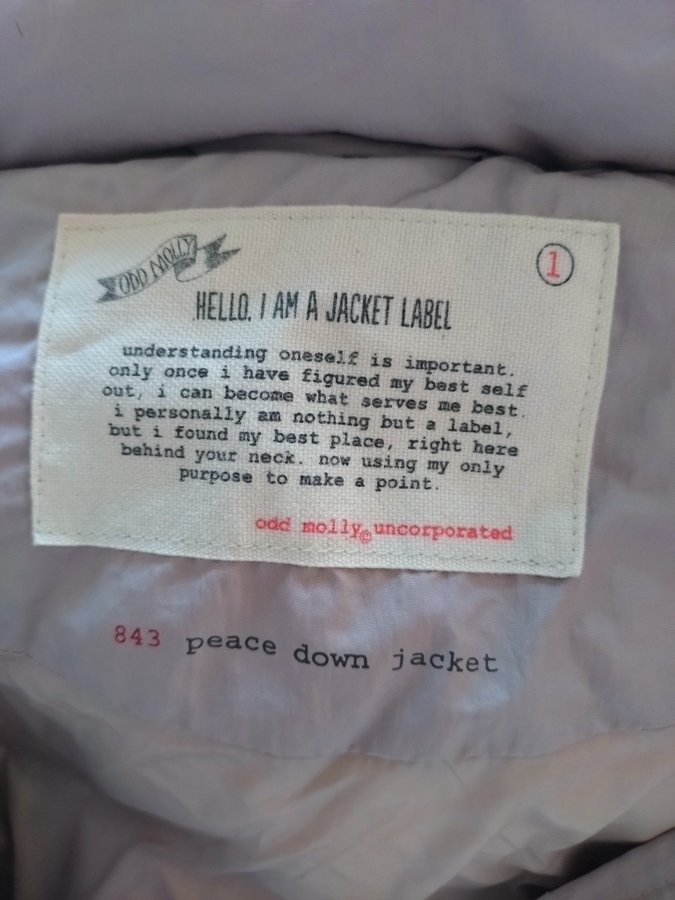 ODD MOLLY
1
HELLO. I AM A JACKET LABEL
understanding oneself is important.
only once i have figured my best self
out, i can become what serves me best.
i personally am nothing but a label,
but i found my best place, right here
behind your neck. now using my only
purpose to make a point.
odd molly©uncorporated
843 peace down jacket